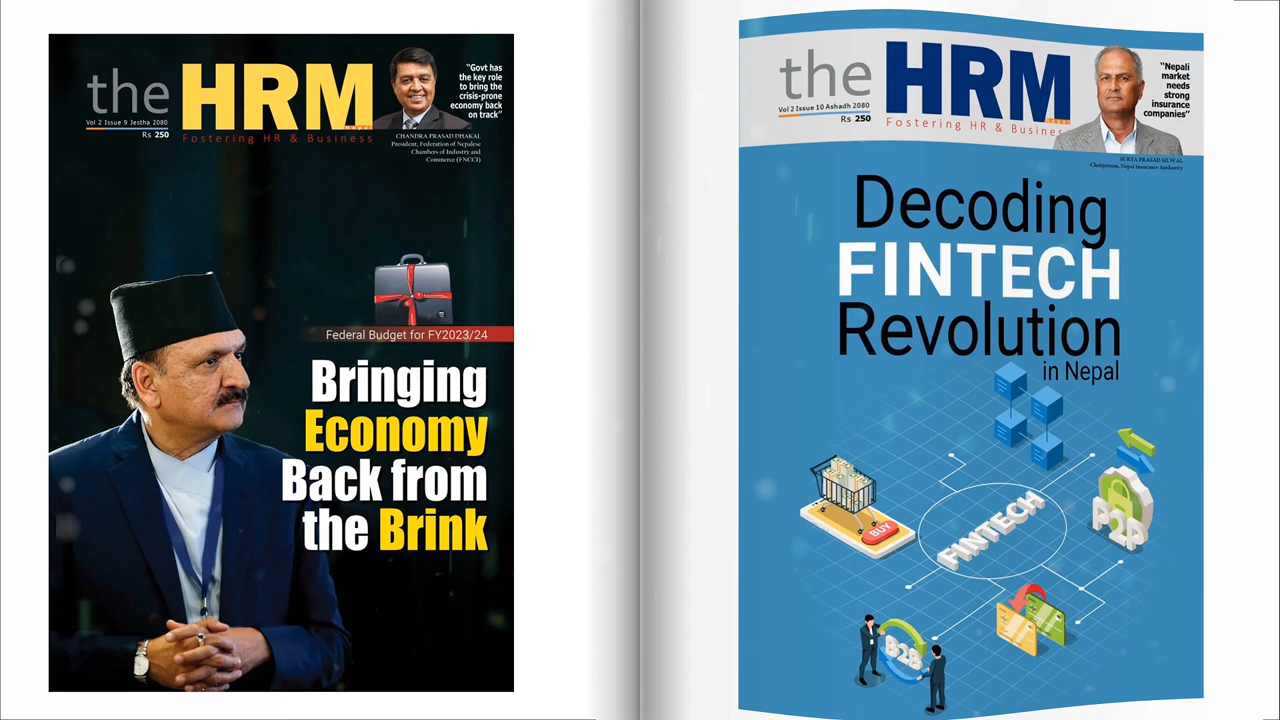 the HRM
Vol 2 Issue 9 Jestha 2080
Rs 250
Fostering HR & Business
"Govt has
the key role
to bring the
crisis-prone
economy back
on track"
CHANDRA PRASAD DHAKAL
President, Federation of Nepalese
Chambers of Industry and
Commerce (FNCCI)
Federal Budget for FY2023/24
Bringing
Economy
Back from
the Brink
the HRM
Vol 2 Issue 10 Ashadh 2080
Rs 250
Fostering HR & Busines
"Nepali
market
needs
strong
insurance
companies"
SURYA PRASAD SILWAL
Chairperson, Nepal Insurance Authority
Decoding
FINTECH
Revolution
in Nepal
BUY
FINTECH
P2P
B2B